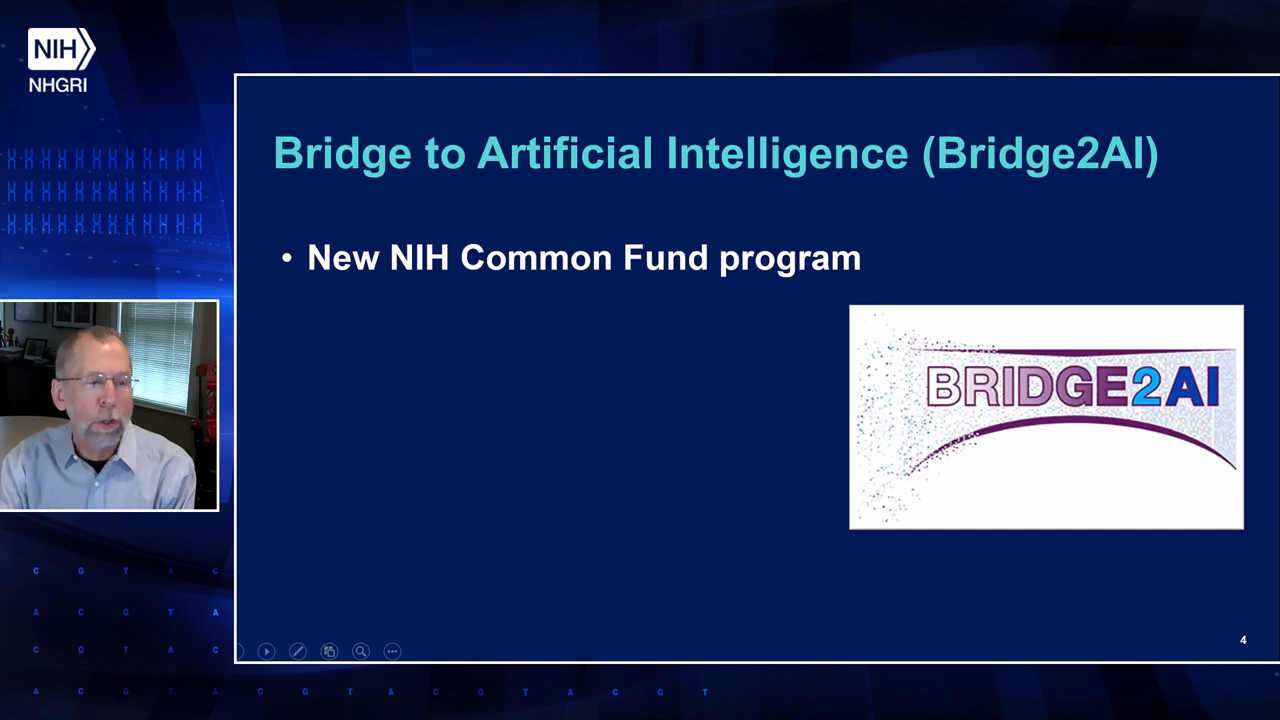 NIH
NHGRI
Bridge to Artificial Intelligence (Bridge2AI)
• New NIH Common Fund program
BRIDGE2AI
C G T A C
A C G T A
C G T A C
4
A C G T A C G T A C G T A C G T